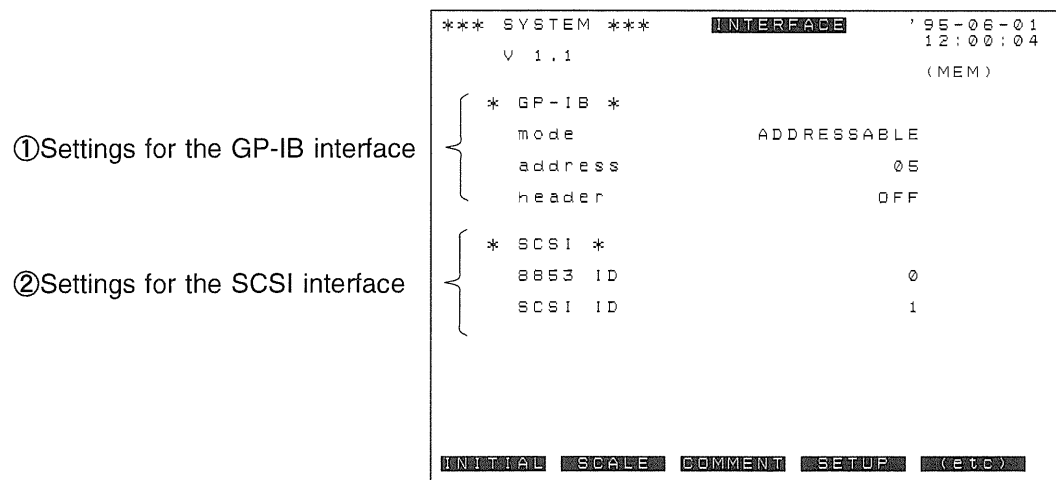 *** SYSTEM *** INTERFACE '95-06-01
12:00:04
V 1.1
(MEM)
* GP-IB *
①Settings for the GP-IB interface
mode ADDRESSABLE
address 05
header OFF
* SCSI *
②Settings for the SCSI interface
8853 ID 0
SCSI ID 1
INITIAL SCALE COMMENT SETUP (etc)